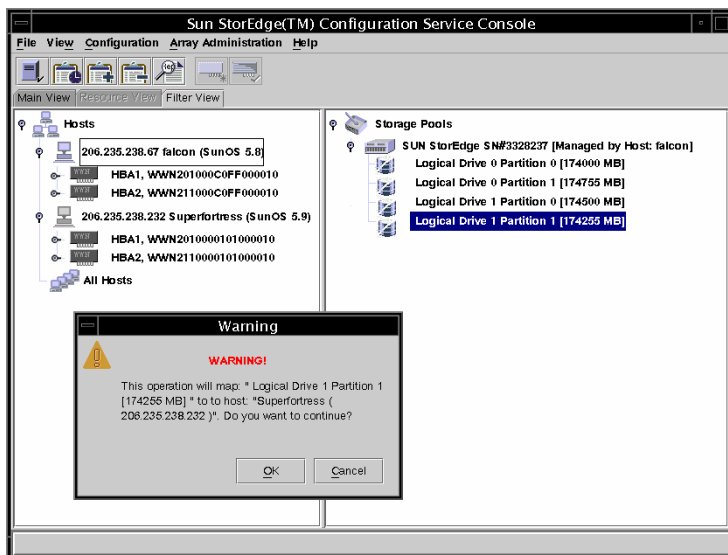 Sun StorEdge(TM) Configuration Service Console
File View Configuration Array Administration Help
Main View Resource View Filter View
Hosts
206.235.238.67 falcon (SunOS 5.8)
HBA1, WWN201000C0FF000010
HBA2, WWN211000C0FF000010
206.235.238.232 Superfortress (SunOS 5.9)
HBA1, WWN2010000101000010
HBA2, WWN2110000101000010
All Hosts
Storage Pools
SUN StorEdge SN#3328237 [Managed by Host: falcon]
Logical Drive 0 Partition 0 [174000 MB]
Logical Drive 0 Partition 1 [174755 MB]
Logical Drive 1 Partition 0 [174500 MB]
Logical Drive 1 Partition 1 [174255 MB]
Warning
WARNING!
This operation will map: " Logical Drive 1 Partition 1
[174255 MB] " to to host: "Superfortress (
206.235.238.232 )". Do you want to continue?
OK Cancel